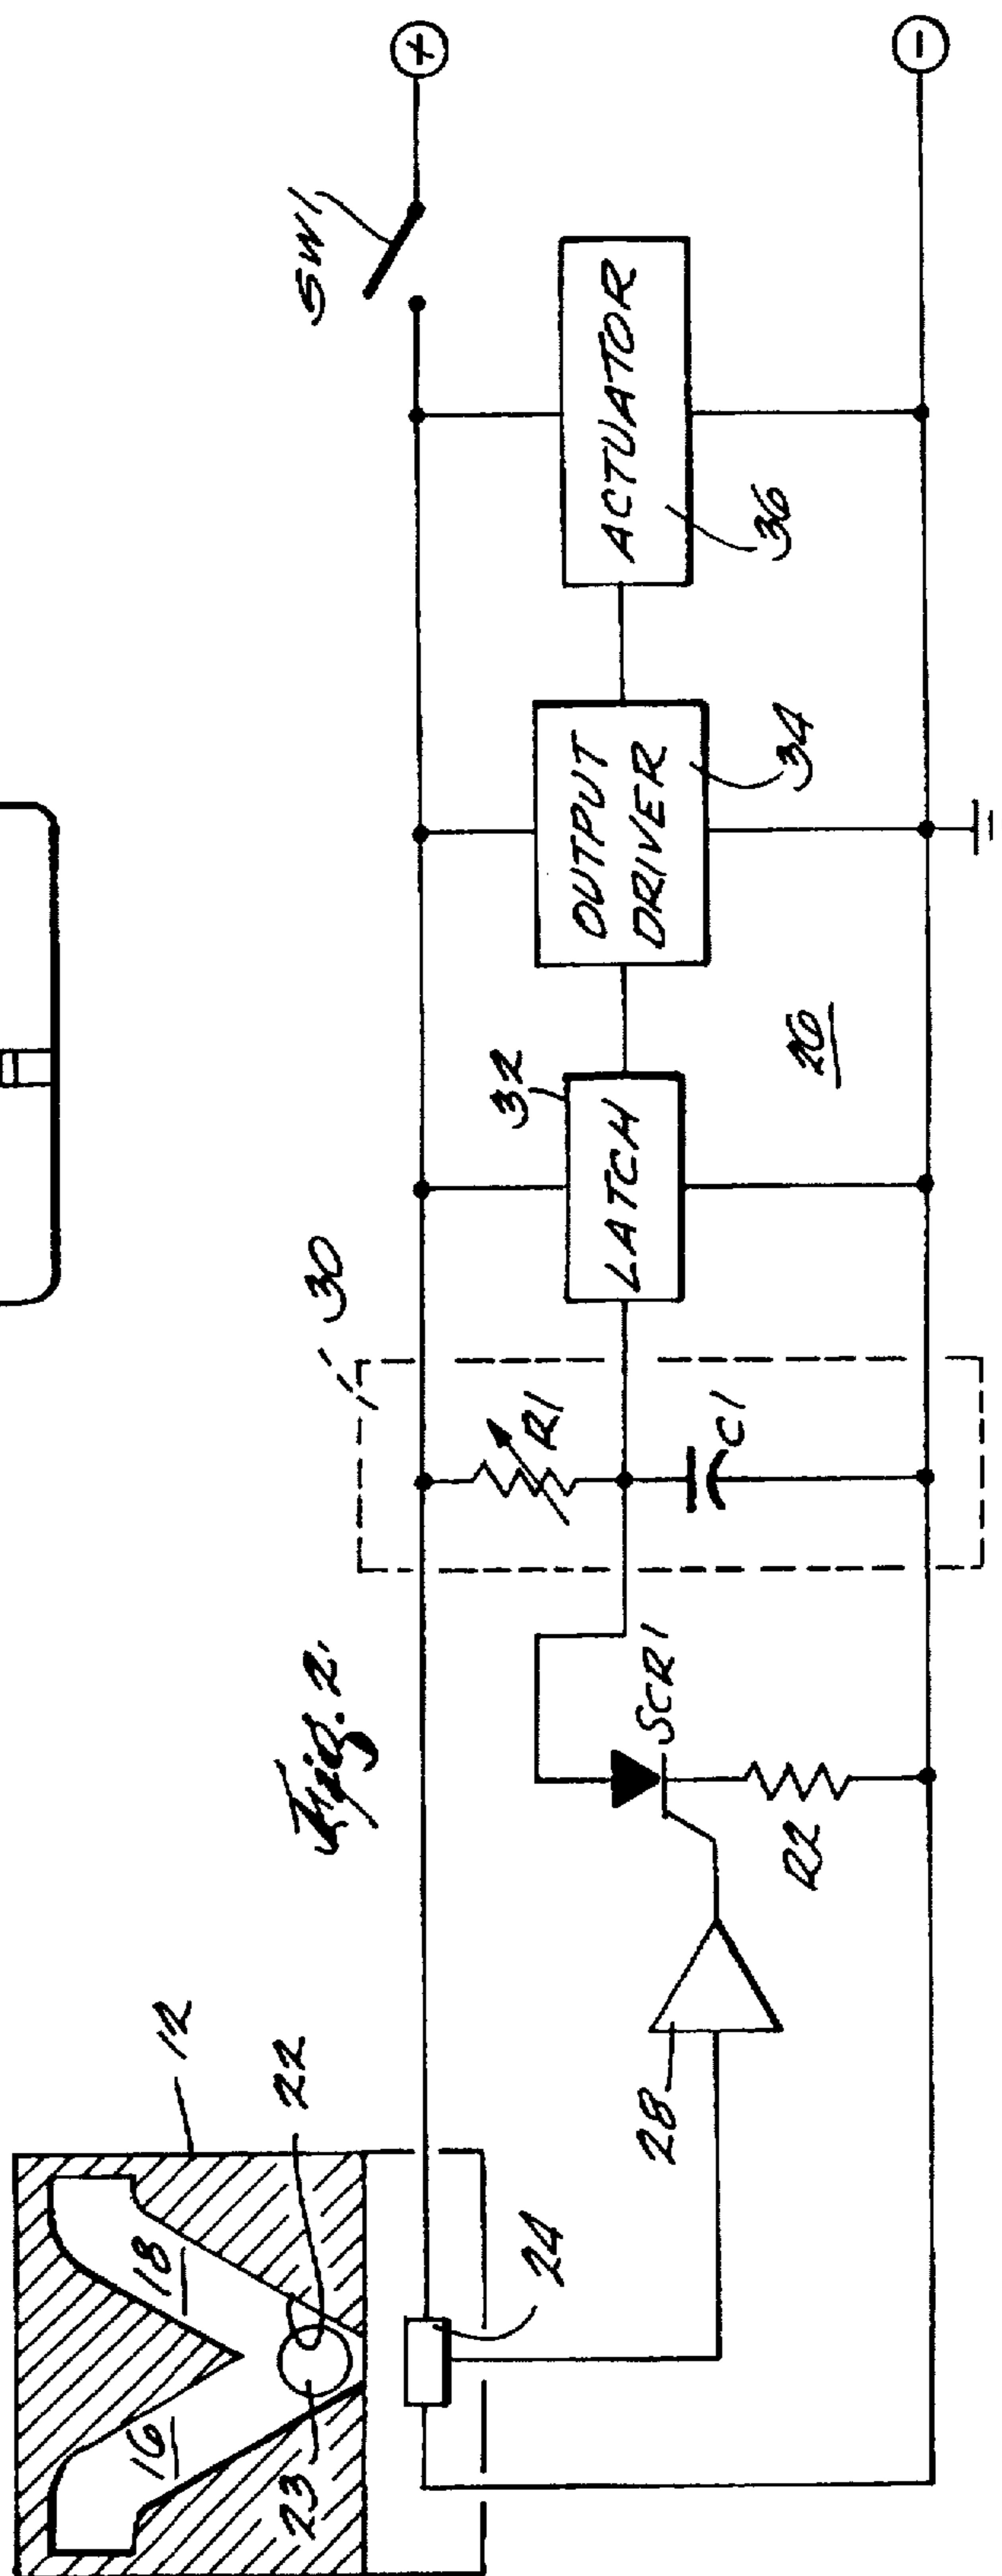 Fig. 2.
12
16
18
22
23
24
28
SCR1
R2
30
R1
C1
LATCH
32
26
OUTPUT
DRIVER
34
ACTUATOR
36
SW1
+
-